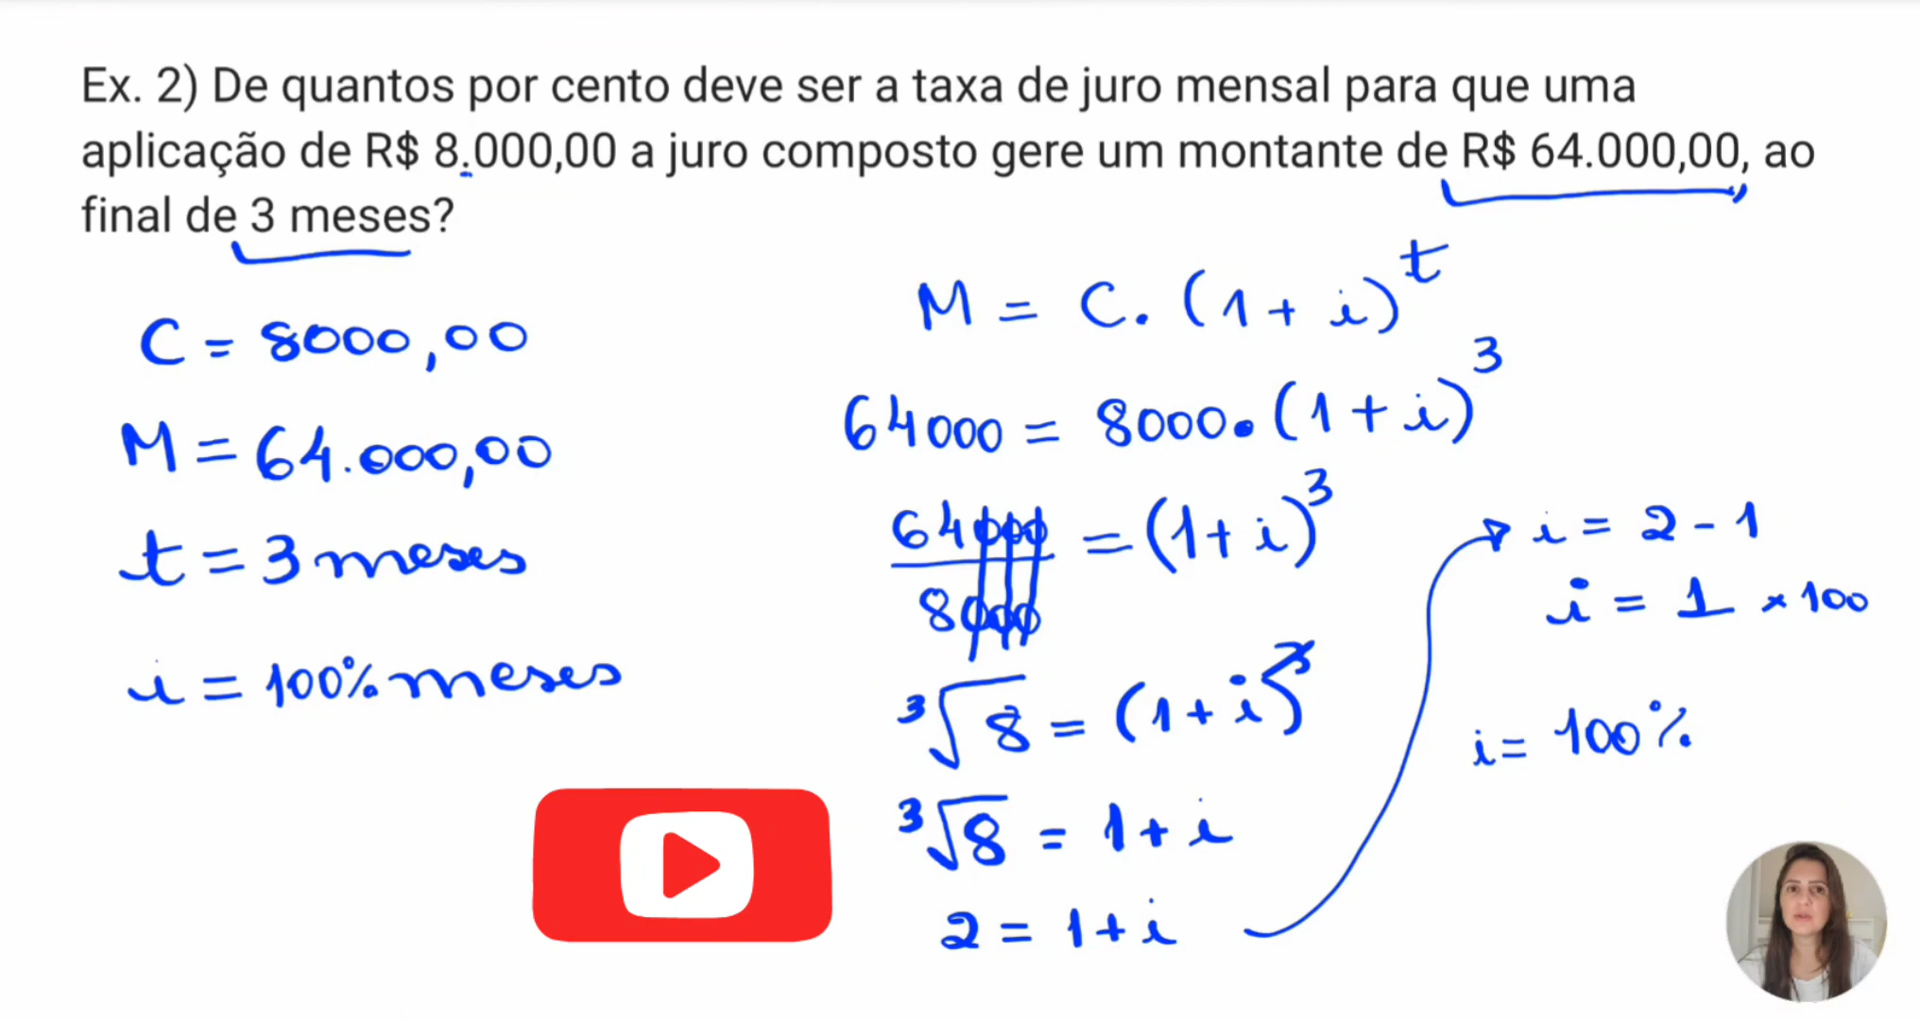 Ex. 2) De quantos por cento deve ser a taxa de juro mensal para que uma
aplicação de R$ 8.000,00 a juro composto gere um montante de R$ 64.000,00, ao
final de 3 meses?
C = 8000,00
M = 64.000,00
t = 3 meses
i = 100% meses
M = C. (1 + i)^t
64000 = 8000. (1 + i)^3
64000/8000 = (1 + i)^3
³√8 = (1 + i)^3
³√8 = 1 + i
2 = 1 + i
i = 2 - 1
i = 1 × 100
i = 100%